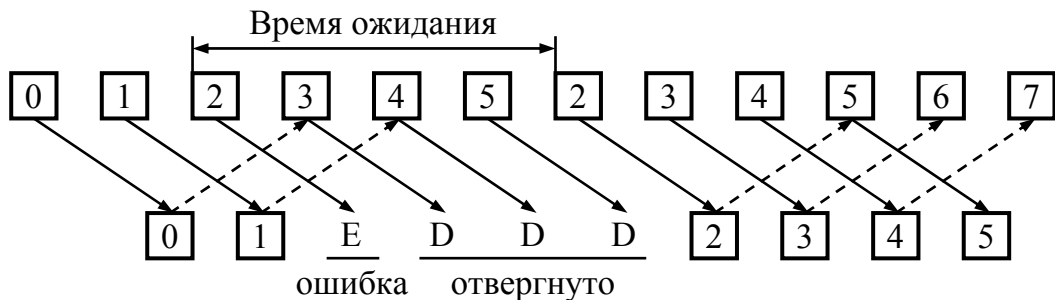 Время ожидания
0 1 2 3 4 5 2 3 4 5 6 7
0 1 E D D D 2 3 4 5
ошибка отвергнуто